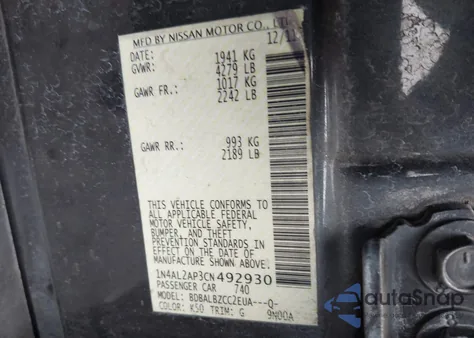 MFD BY NISSAN MOTOR CO., LTD
DATE: 12/11
GVWR: 1941 KG
4279 LB
GAWR FR.: 1017 KG
2242 LB
GAWR RR.: 993 KG
2189 LB
THIS VEHICLE CONFORMS TO
ALL APPLICABLE FEDERAL
MOTOR VEHICLE SAFETY,
BUMPER, AND THEFT
PREVENTION STANDARDS
IN EFFECT ON THE DATE OF
MANUFACTURE SHOWN ABOVE.
1N4AL2AP3CN492930
PASSENGER CAR 740
MODEL: BDBALBZCC2EUA---Q-
COLOR: K50 TRIM: G 9N00A
autoSnap